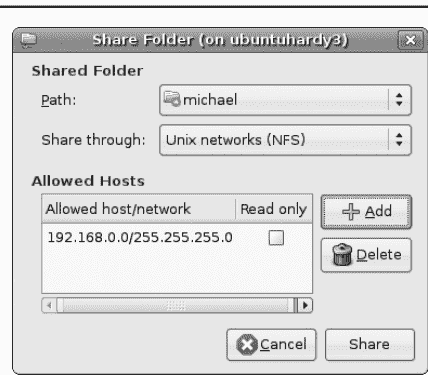 Share Folder (on ubuntuhardy3)
Shared Folder
Path:
michael
Share through:
Unix networks (NFS)
Allowed Hosts
Allowed host/network
Read only
192.168.0.0/255.255.255.0
Add
Delete
Cancel
Share